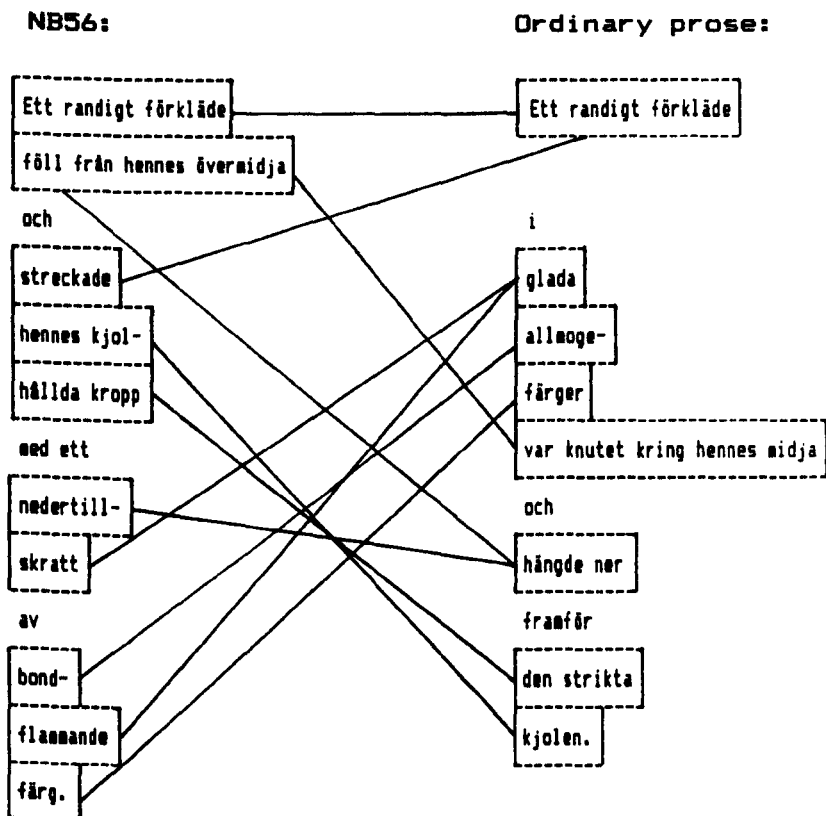 NB56:
Ett randigt förkläde
föll från hennes övermidja
och
streckade
hennes kjol-
hållda kropp
med ett
nedertill-
skratt
av
bond-
flammande
färg.
Ordinary prose:
Ett randigt förkläde
i
glada
allmoge-
färger
var knutet kring hennes midja
och
hängde ner
framför
den strikta
kjolen.